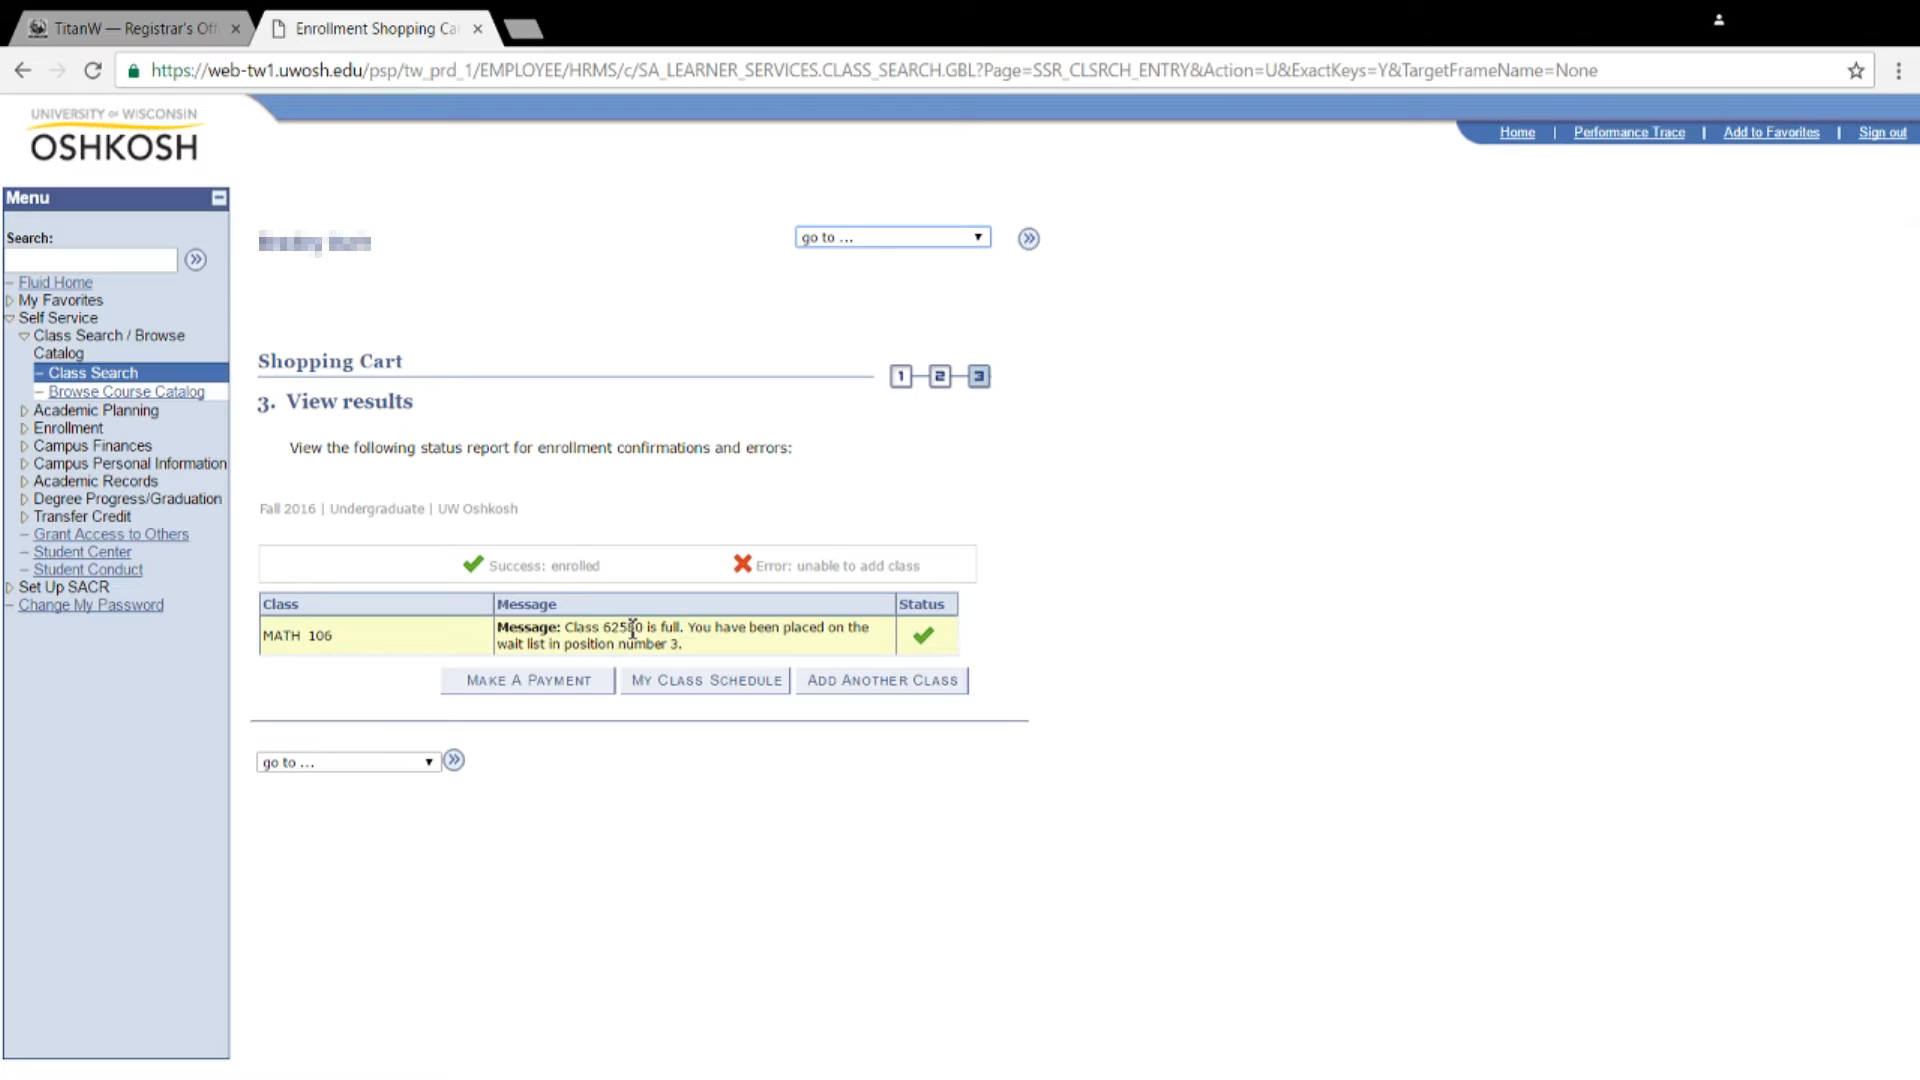 TitanW — Registrar's Off
Enrollment Shopping Ca
https://web-tw1.uwosh.edu/psp/tw_prd_1/EMPLOYEE/HRMS/c/SA_LEARNER_SERVICES.CLASS_SEARCH.GBL?Page=SSR_CLSRCH_ENTRY&Action=U&ExactKeys=Y&TargetFrameName=None
UNIVERSITY OF WISCONSIN
OSHKOSH
Home | Performance Trace | Add to Favorites | Sign out
Menu
Search:
Fluid Home
My Favorites
Self Service
Class Search / Browse
Catalog
Class Search
Browse Course Catalog
Academic Planning
Enrollment
Campus Finances
Campus Personal Information
Academic Records
Degree Progress/Graduation
Transfer Credit
Grant Access to Others
Student Center
Student Conduct
Set Up SACR
Change My Password
go to ...
Shopping Cart
1 2 3
3. View results
View the following status report for enrollment confirmations and errors:
Fall 2016 | Undergraduate | UW Oshkosh
Success: enrolled
Error: unable to add class
Class Message Status
MATH 106
Message: Class is full. You have been placed on the
wait list in position number 3.
MAKE A PAYMENT
MY CLASS SCHEDULE
ADD ANOTHER CLASS
go to ...